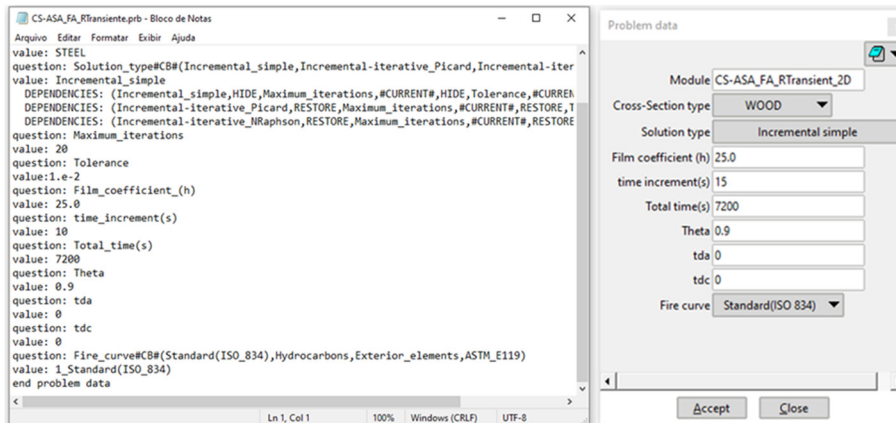 CS-ASA_FA_RTransiente.prb - Bloco de Notas
Arquivo Editar Formatar Exibir Ajuda
value: STEEL
question: Solution_type#CB#(Incremental_simple,Incremental-iterative_Picard,Incremental-iter
value: Incremental_simple
DEPENDENCIES: (Incremental_simple,HIDE,Maximum_iterations,#CURRENT#,HIDE,Tolerance,#CURREN
DEPENDENCIES: (Incremental-iterative_Picard,RESTORE,Maximum_iterations,#CURRENT#,RESTORE,T
DEPENDENCIES: (Incremental-iterative_NRaphson,RESTORE,Maximum_iterations,#CURRENT#,RESTORE
question: Maximum_iterations
value: 20
question: Tolerance
value:1.e-2
question: Film_coefficient_(h)
value: 25.0
question: time_increment(s)
value: 10
question: Total_time(s)
value: 7200
question: Theta
value: 0.9
question: tda
value: 0
question: tdc
value: 0
question: Fire_curve#CB#(Standard(ISO_834),Hydrocarbons,Exterior_elements,ASTM_E119)
value: 1_Standard(ISO_834)
end problem data
Ln 1, Col 1 100% Windows (CRLF) UTF-8
Problem data
Module CS-ASA_FA_RTransient_2D
Cross-Section type WOOD
Solution type Incremental simple
Film coefficient (h) 25.0
time increment(s) 15
Total time(s) 7200
Theta 0.9
tda 0
tdc 0
Fire curve Standard(ISO 834)
Accept Close